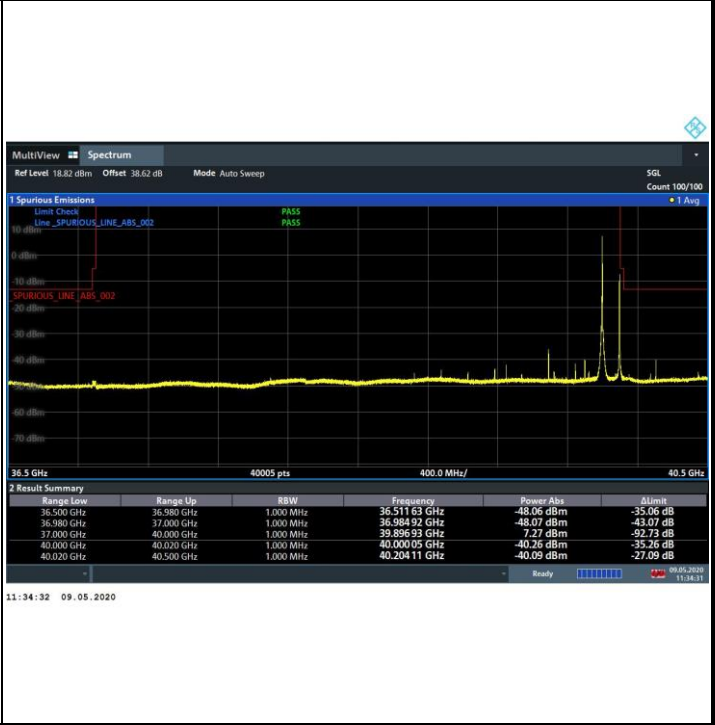 MultiView Spectrum
Ref Level 18.82 dBm Offset 38.62 dB Mode Auto Sweep SGL
Count 100/100
1 Spurious Emissions 1 Avg
Limit Check PASS
Line _SPURIOUS_LINE_ABS_002 PASS
10 dBm
0 dBm
-10 dBm
_SPURIOUS_LINE_ABS_002
-20 dBm
-30 dBm
-40 dBm
-60 dBm
-70 dBm
36.5 GHz 40005 pts 400.0 MHz/ 40.5 GHz
2 Result Summary
Range Low Range Up RBW Frequency Power Abs ΔLimit
36.500 GHz 36.980 GHz 1.000 MHz 36.511 63 GHz -48.06 dBm -35.06 dB
36.980 GHz 37.000 GHz 1.000 MHz 36.984 92 GHz -48.07 dBm -43.07 dB
37.000 GHz 40.000 GHz 1.000 MHz 39.896 93 GHz 7.27 dBm -92.73 dB
40.000 GHz 40.020 GHz 1.000 MHz 40.000 05 GHz -40.26 dBm -35.26 dB
40.020 GHz 40.500 GHz 1.000 MHz 40.204 11 GHz -40.09 dBm -27.09 dB
Ready 09.05.2020
11:34:31
11:34:32 09.05.2020